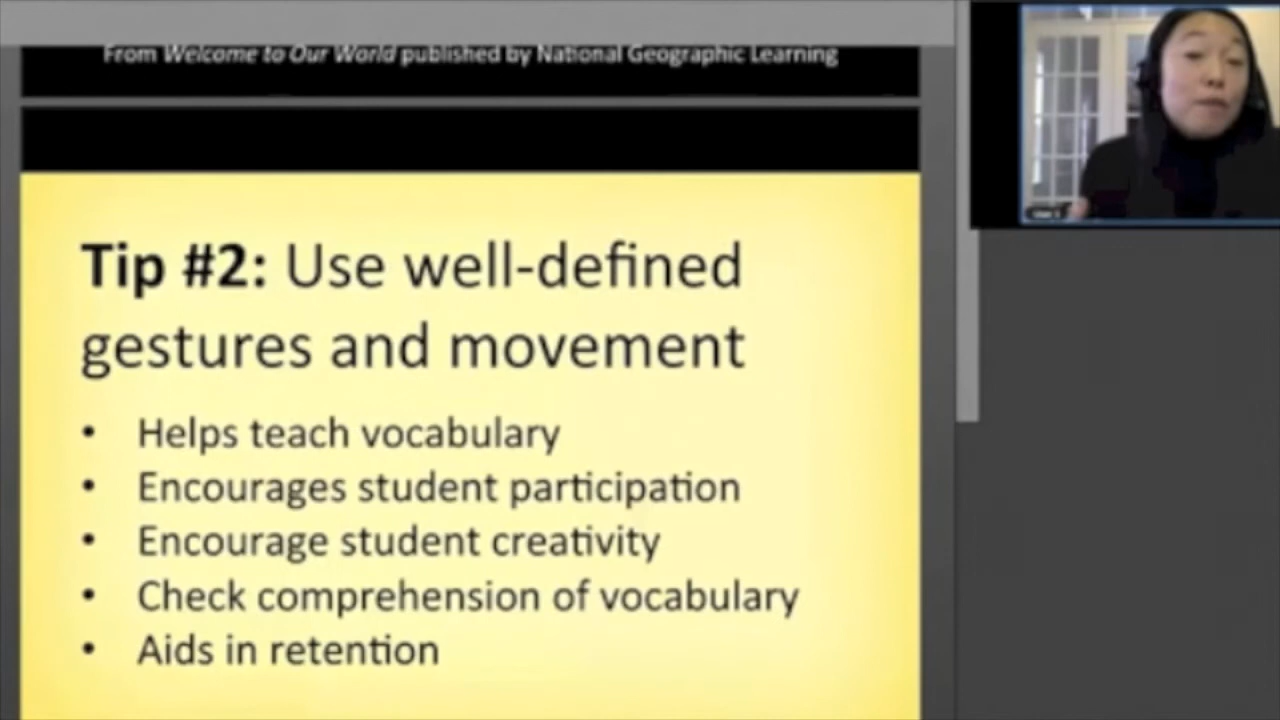 From Welcome to Our World published by National Geographic Learning
Tip #2: Use well-defined
gestures and movement
• Helps teach vocabulary
• Encourages student participation
• Encourage student creativity
• Check comprehension of vocabulary
• Aids in retention